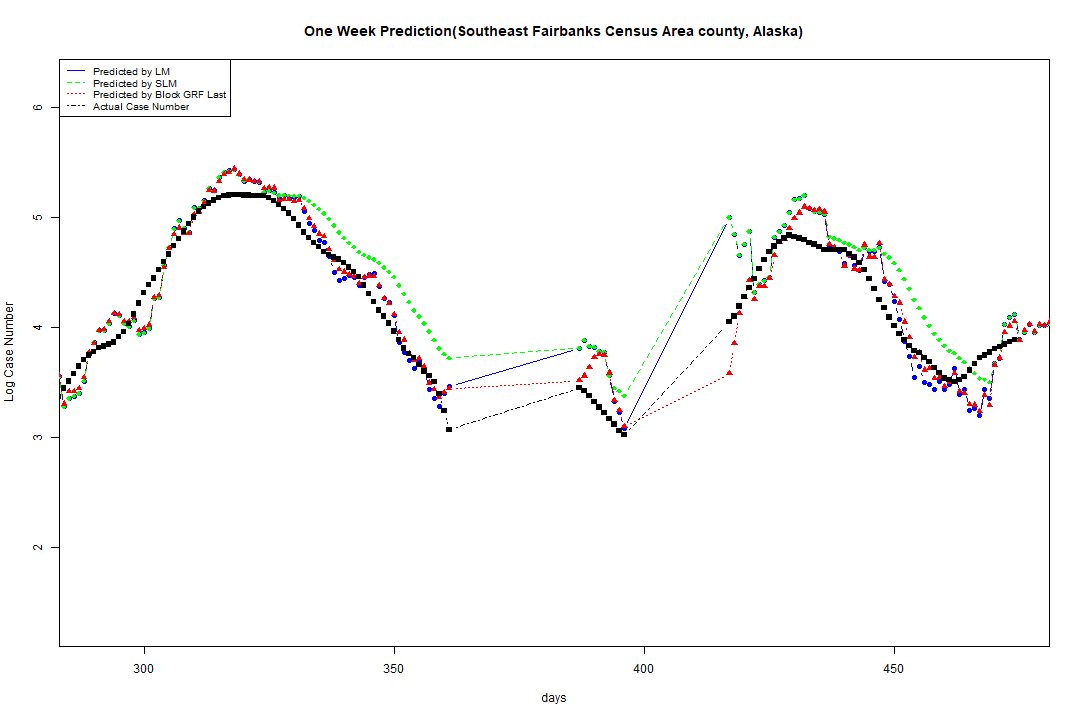 One Week Prediction(Southeast Fairbanks Census Area county, Alaska)
Predicted by LM
Predicted by SLM
Predicted by Block GRF Last
Actual Case Number
Log Case Number
6
5
4
3
2
300
350
400
450
days